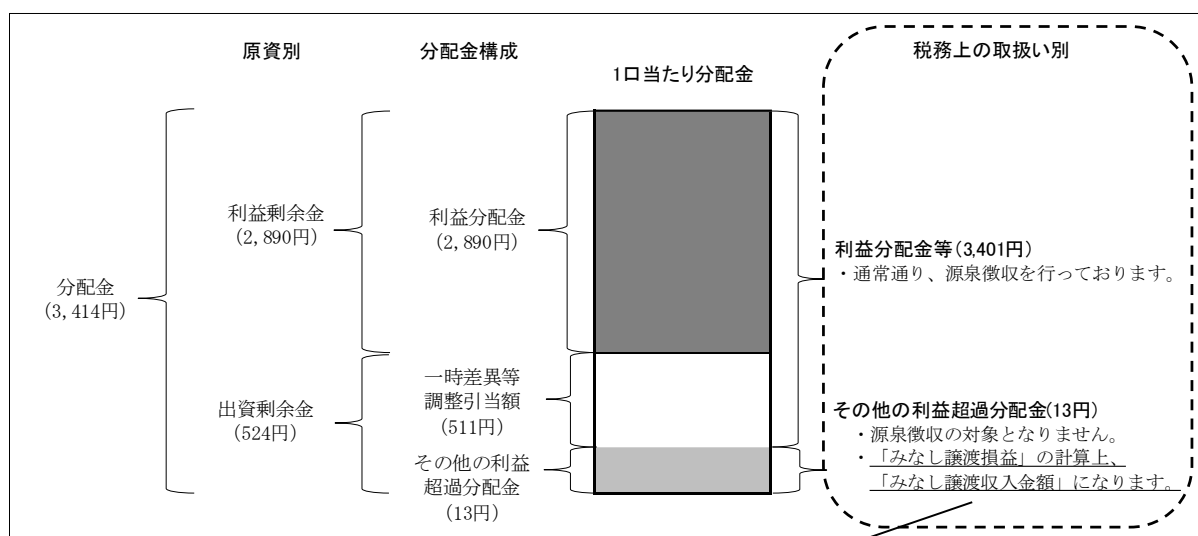 原資別
分配金構成
1口当たり分配金
税務上の取扱い別
分配金
(3,414円)
利益剰余金
(2,890円)
出資剰余金
(524円)
利益分配金
(2,890円)
一時差異等
調整引当額
(511円)
その他の利益
超過分配金
(13円)
利益分配金等(3,401円)
・通常通り、源泉徴収を行っております。
その他の利益超過分配金(13円)
・源泉徴収の対象となりません。
・「みなし譲渡損益」の計算上、
「みなし譲渡収入金額」になります。